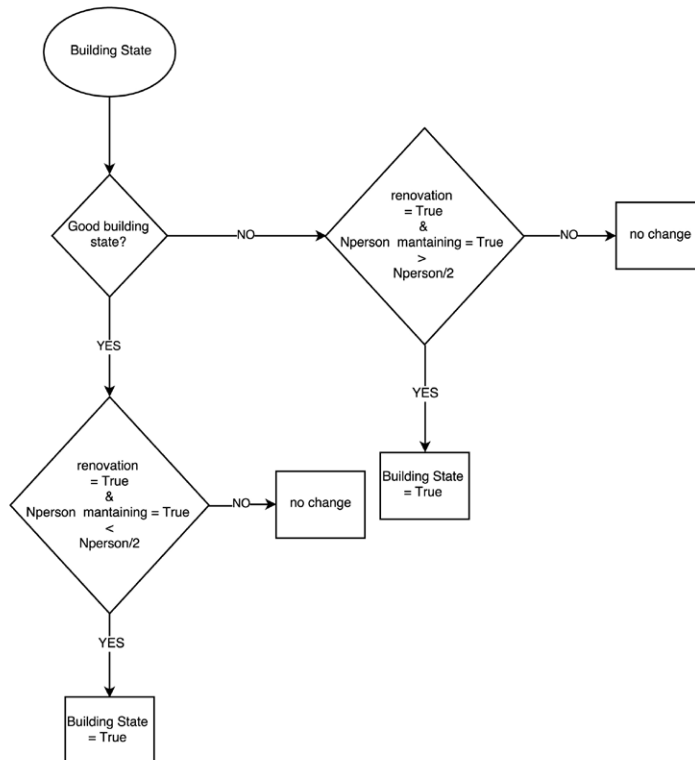 Building State
Good building
state?
NO
renovation
= True
&
Nperson mantaining = True
>
Nperson/2
NO
no change
YES
YES
Building State
= True
renovation
= True
&
Nperson mantaining = True
<
Nperson/2
NO
no change
YES
Building State
= True